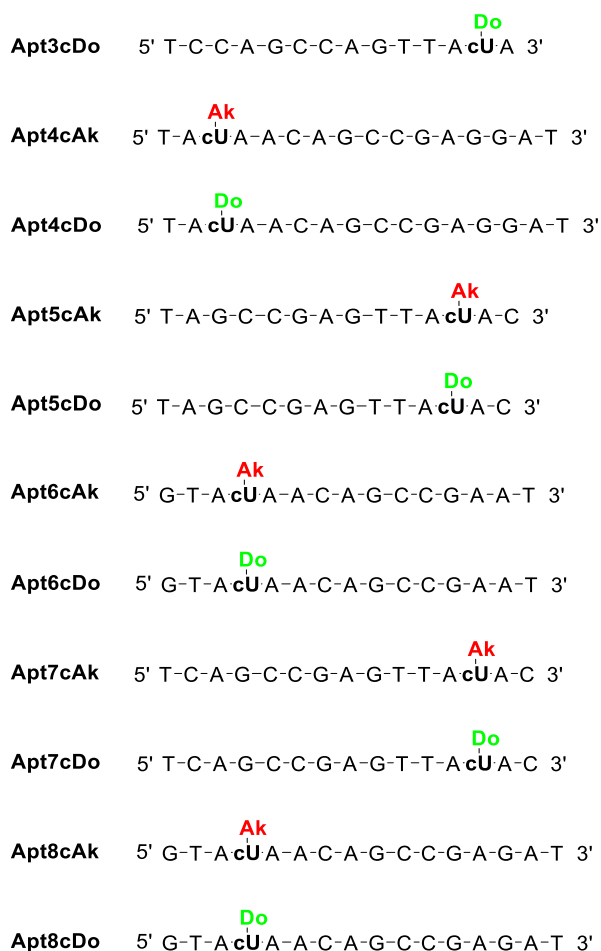 Do
Apt3cDo 5' T-C-C-A-G-C-C-A-G-T-T-A-cU-A 3'
Ak
Apt4cAk 5' T-A-cU-A-A-C-A-G-C-C-G-A-G-G-A-T 3'
Do
Apt4cDo 5' T-A-cU-A-A-C-A-G-C-C-G-A-G-G-A-T 3'
Ak
Apt5cAk 5' T-A-G-C-C-G-A-G-T-T-A-cU-A-C 3'
Do
Apt5cDo 5' T-A-G-C-C-G-A-G-T-T-A-cU-A-C 3'
Ak
Apt6cAk 5' G-T-A-cU-A-A-C-A-G-C-C-G-A-A-T 3'
Do
Apt6cDo 5' G-T-A-cU-A-A-C-A-G-C-C-G-A-A-T 3'
Ak
Apt7cAk 5' T-C-A-G-C-C-G-A-G-T-T-A-cU-A-C 3'
Do
Apt7cDo 5' T-C-A-G-C-C-G-A-G-T-T-A-cU-A-C 3'
Ak
Apt8cAk 5' G-T-A-cU-A-A-C-A-G-C-C-G-A-G-A-T 3'
Do
Apt8cDo 5' G-T-A-cU-A-A-C-A-G-C-C-G-A-G-A-T 3'